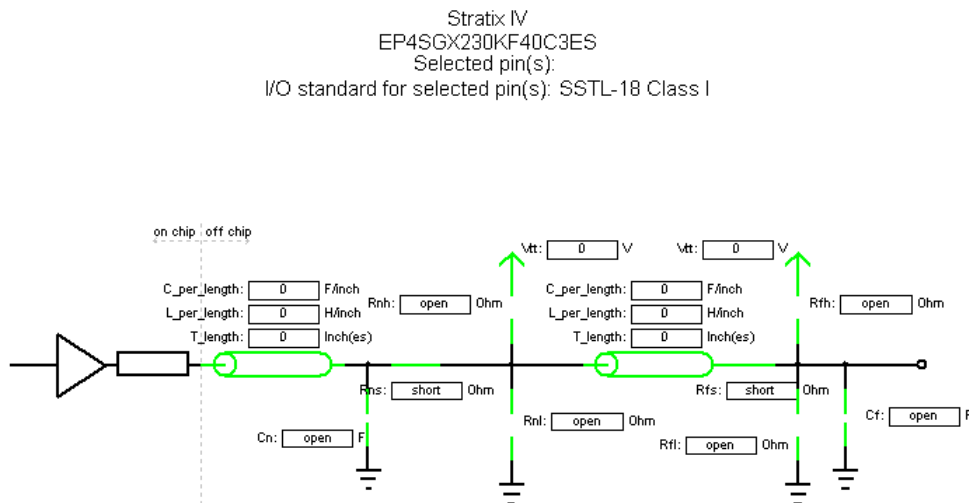 Stratix IV
EP4SGX230KF40C3ES
Selected pin(s):
I/O standard for selected pin(s): SSTL-18 Class I
on chip off chip
Vtt: 0 V Vtt: 0 V
C_per_length: 0 F/inch Rnh: open Ohm C_per_length: 0 F/inch Rfh: open Ohm
L_per_length: 0 H/inch L_per_length: 0 H/inch
T_length: 0 Inch(es) T_length: 0 Inch(es)
Rns: short Ohm Rfs: short Ohm
Cn: open F Rnl: open Ohm Rfl: open Ohm Cf: open F